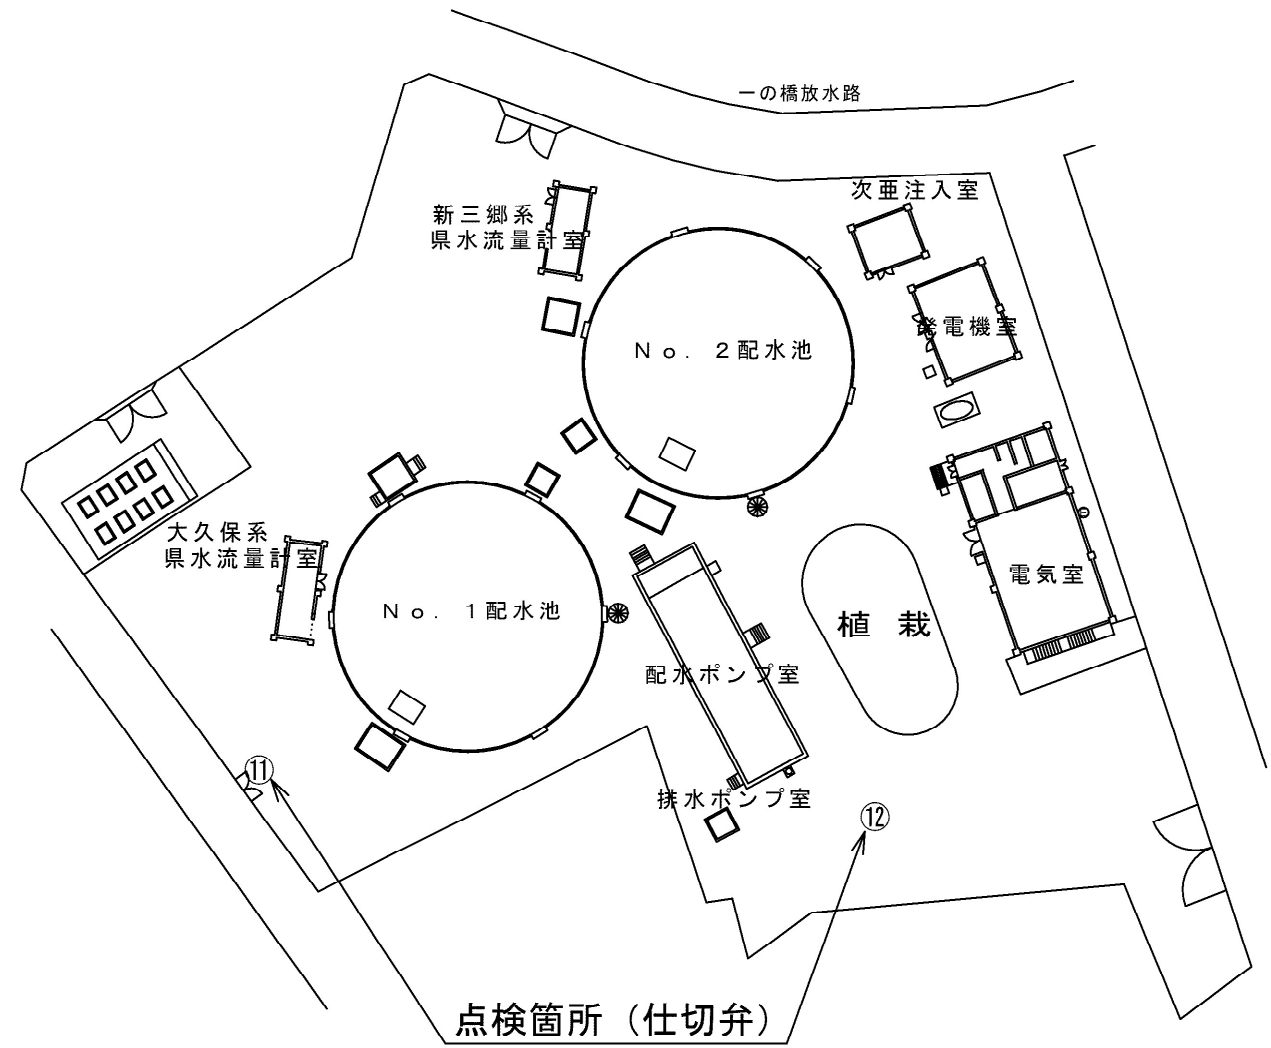 一の橋放水路
次亜注入室
新三郷系
県水流量計室
発電機室
Ｎｏ．２配水池
大久保系
県水流量計室
電気室
Ｎｏ．１配水池
植　栽
配水ポンプ室
⑪
排水ポンプ室
⑫
点検箇所（仕切弁）